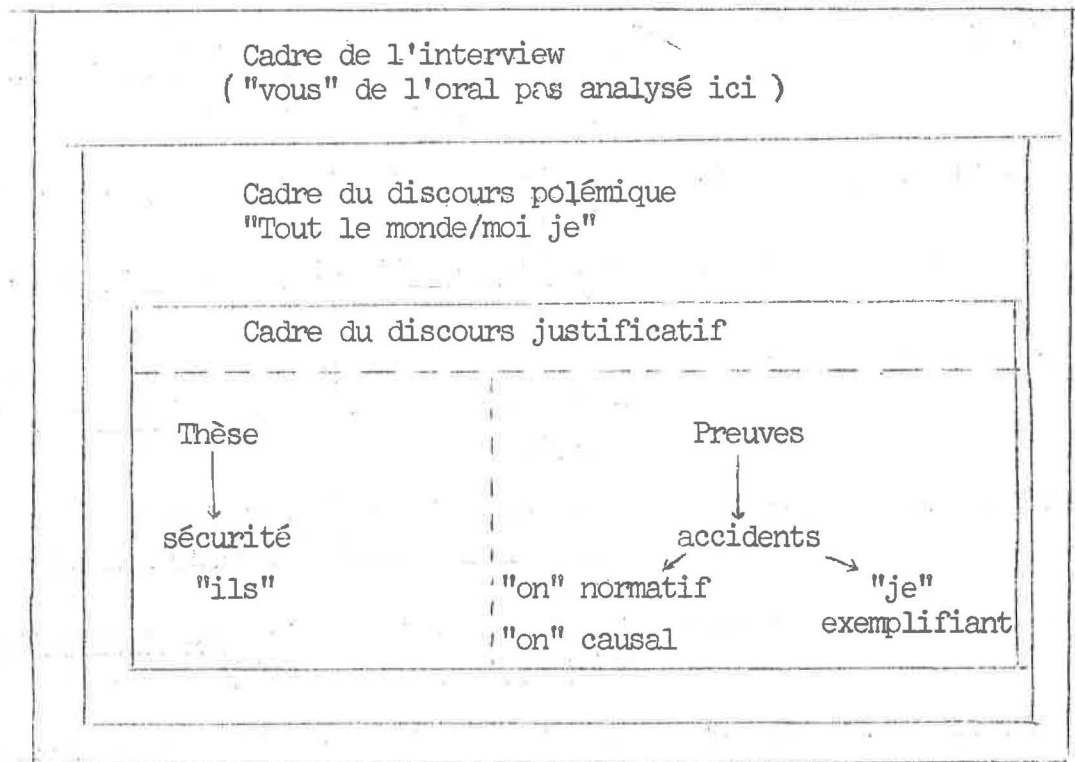 Cadre de l'interview
( "vous" de l'oral pas analysé ici )
Cadre du discours polémique
"Tout le monde/moi je"
Cadre du discours justificatif
Thèse
Preuves
sécurité
accidents
"ils"
"on" normatif
"je"
exemplifiant
"on" causal